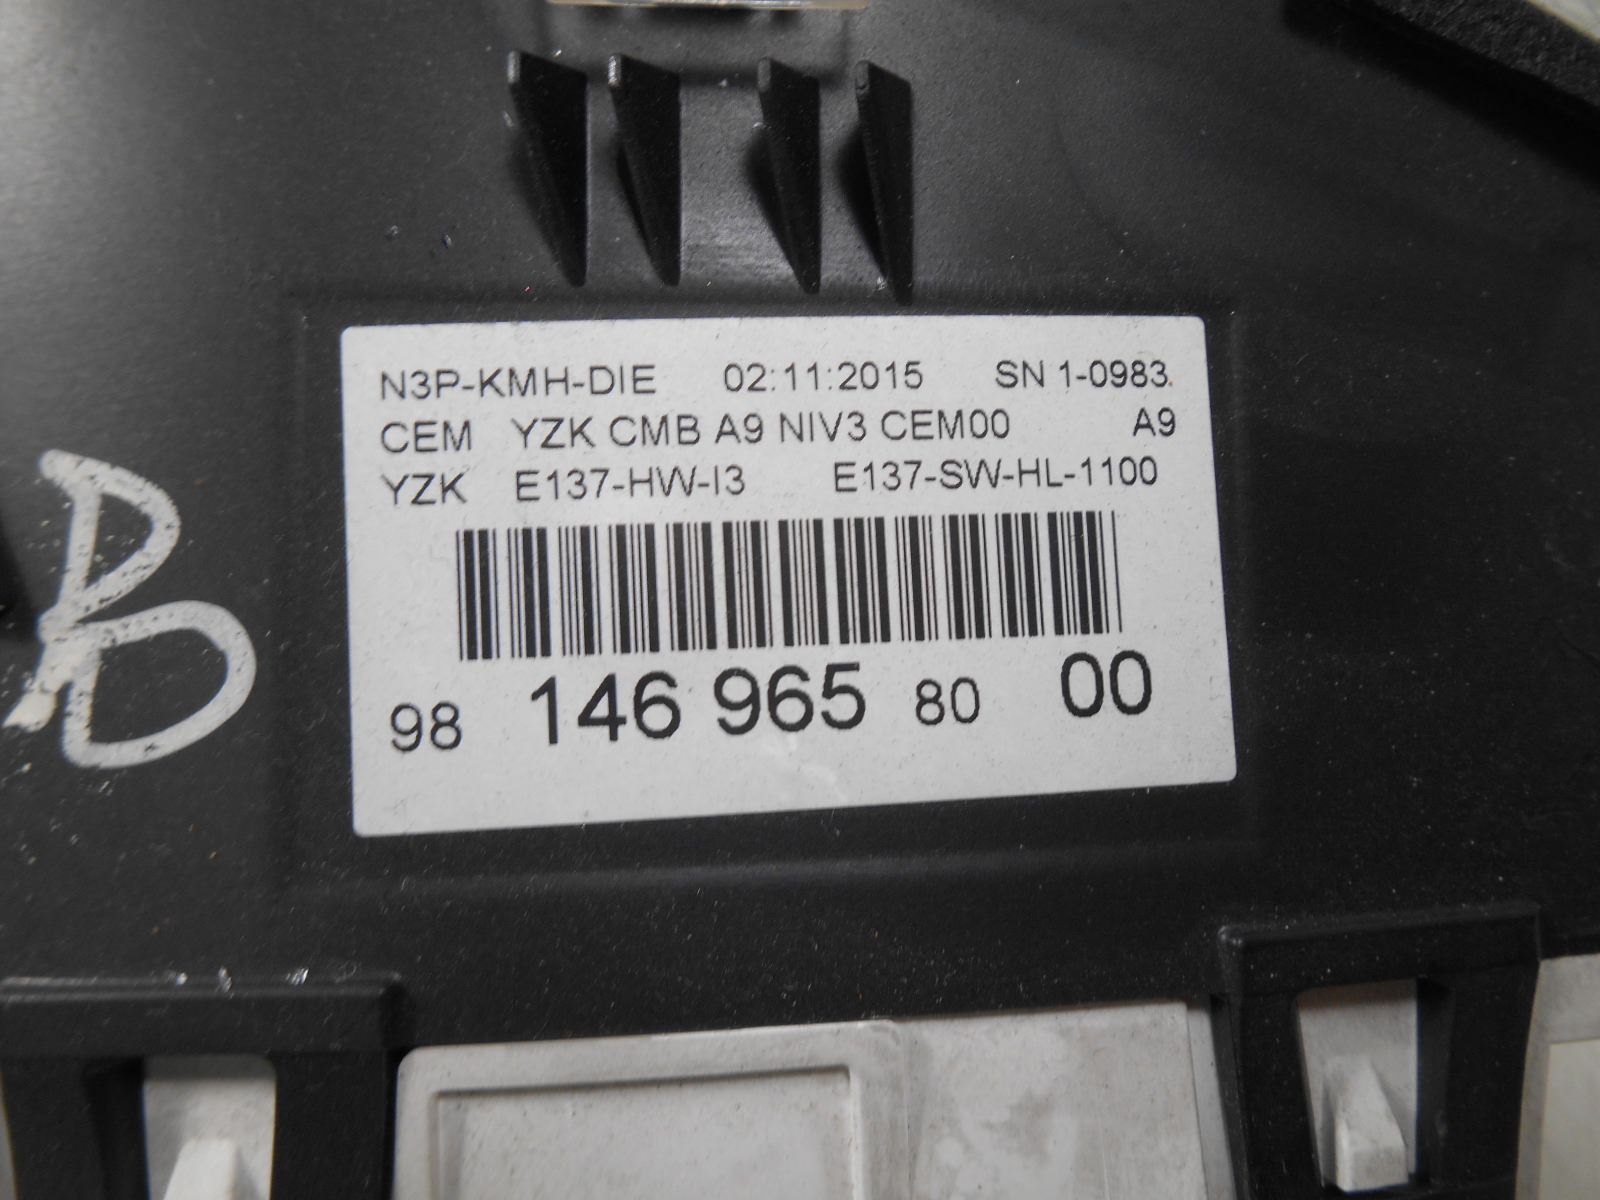 N3P-KMH-DIE 02:11:2015 SN 1-0983.
CEM YZK CMB A9 NIV3 CEM00 A9
YZK E137-HW-I3 E137-SW-HL-1100
98 146 965 80 00